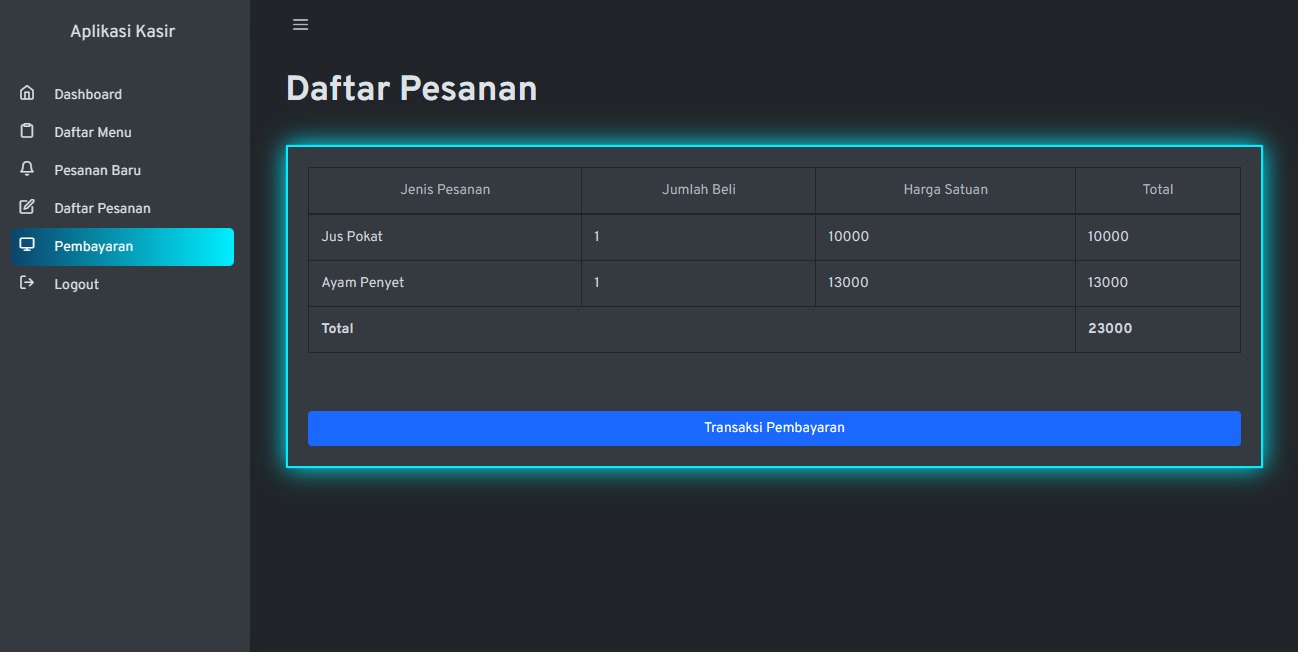 Aplikasi Kasir
Dashboard
Daftar Menu
Pesanan Baru
Daftar Pesanan
Pembayaran
Logout
Daftar Pesanan
Jenis Pesanan Jumlah Beli Harga Satuan Total
Jus Pokat 1 10000 10000
Ayam Penyet 1 13000 13000
Total 23000
Transaksi Pembayaran